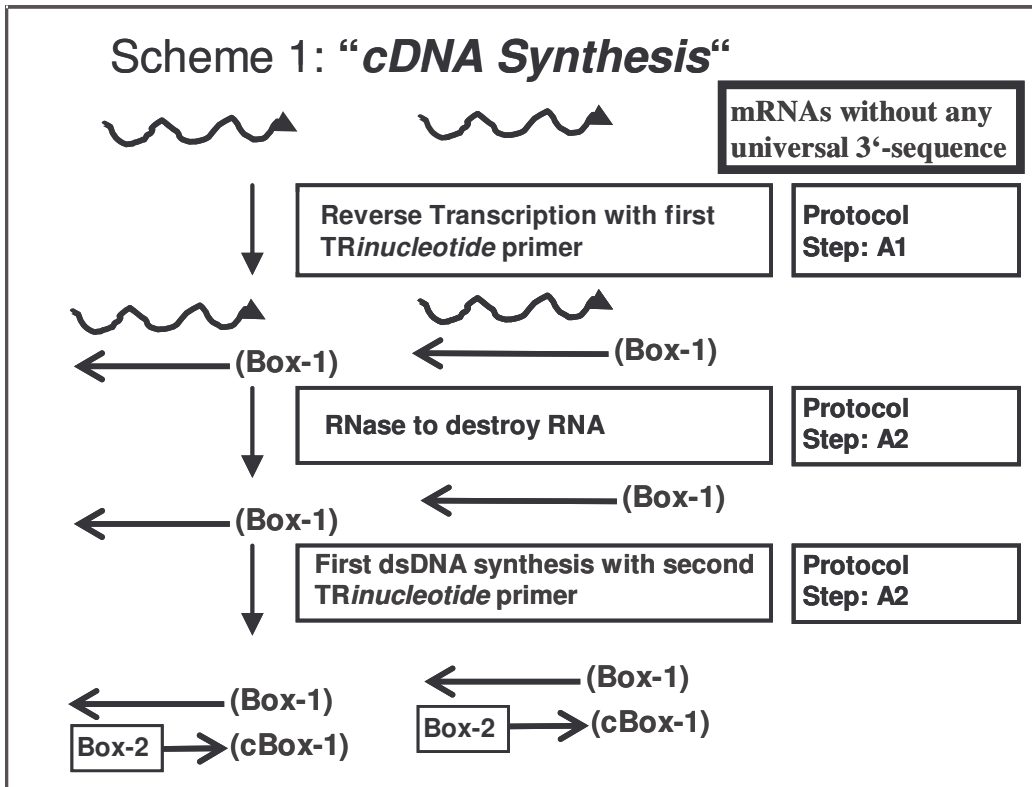 Scheme 1: “cDNA Synthesis“
mRNAs without any
universal 3‘-sequence
Reverse Transcription with first
TRinucleotide primer
Protocol
Step: A1
(Box-1)
(Box-1)
RNase to destroy RNA
Protocol
Step: A2
(Box-1)
(Box-1)
First dsDNA synthesis with second
TRinucleotide primer
Protocol
Step: A2
(Box-1)
(Box-1)
Box-2
(cBox-1)
Box-2
(cBox-1)